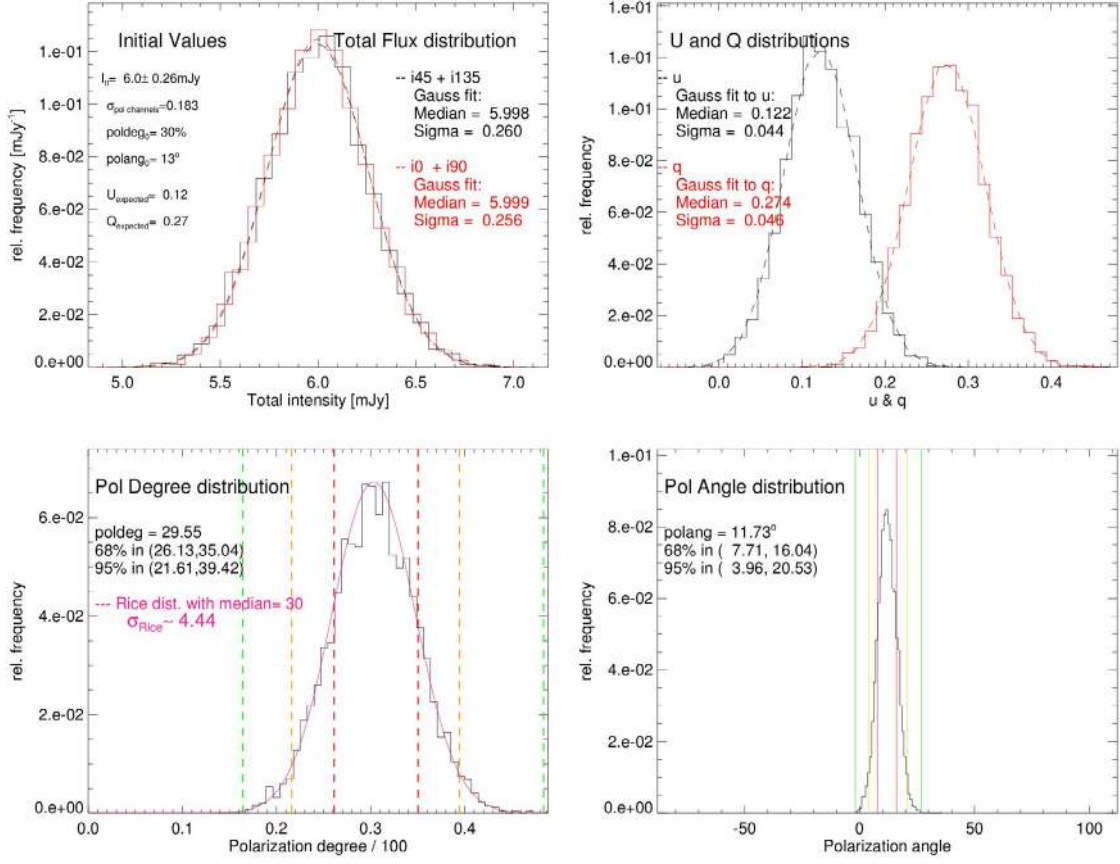 Initial Values
I₀= 6.0± 0.26mJy
σpol channels=0.183
poldeg₀= 30%
polang₀= 13°
Uexpected= 0.12
Qexpected= 0.27
Total Flux distribution
-- i45 + i135
Gauss fit:
Median = 5.998
Sigma = 0.260
-- i0 + i90
Gauss fit:
Median = 5.999
Sigma = 0.256
rel. frequency [mJy⁻¹]
1.e-01
1.e-01
8.e-02
6.e-02
4.e-02
2.e-02
0.e+00
5.0 5.5 6.0 6.5 7.0
Total intensity [mJy]
U and Q distributions
-- u
Gauss fit to u:
Median = 0.122
Sigma = 0.044
-- q
Gauss fit to q:
Median = 0.274
Sigma = 0.046
rel. frequency
1.e-01
1.e-01
8.e-02
6.e-02
4.e-02
2.e-02
0.e+00
0.0 0.1 0.2 0.3 0.4
u & q
Pol Degree distribution
poldeg = 29.55
68% in (26.13,35.04)
95% in (21.61,39.42)
--- Rice dist. with median= 30
σRice~ 4.44
rel. frequency
6.e-02
4.e-02
2.e-02
0.e+00
0.0 0.1 0.2 0.3 0.4
Polarization degree / 100
Pol Angle distribution
polang = 11.73°
68% in ( 7.71, 16.04)
95% in ( 3.96, 20.53)
rel. frequency
1.e-01
8.e-02
6.e-02
4.e-02
2.e-02
0.e+00
-50 0 50 100
Polarization angle